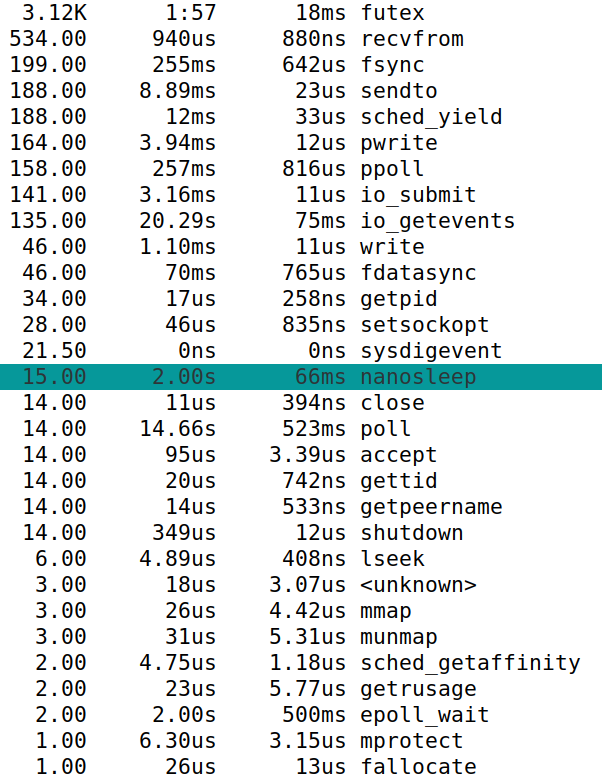 3.12K 1:57 18ms futex
534.00 940us 880ns recvfrom
199.00 255ms 642us fsync
188.00 8.89ms 23us sendto
188.00 12ms 33us sched_yield
164.00 3.94ms 12us pwrite
158.00 257ms 816us ppoll
141.00 3.16ms 11us io_submit
135.00 20.29s 75ms io_getevents
46.00 1.10ms 11us write
46.00 70ms 765us fdatasync
34.00 17us 258ns getpid
28.00 46us 835ns setsockopt
21.50 0ns 0ns sysdigevent
15.00 2.00s 66ms nanosleep
14.00 11us 394ns close
14.00 14.66s 523ms poll
14.00 95us 3.39us accept
14.00 20us 742ns gettid
14.00 14us 533ns getpeername
14.00 349us 12us shutdown
6.00 4.89us 408ns lseek
3.00 18us 3.07us <unknown>
3.00 26us 4.42us mmap
3.00 31us 5.31us munmap
2.00 4.75us 1.18us sched_getaffinity
2.00 23us 5.77us getrusage
2.00 2.00s 500ms epoll_wait
1.00 6.30us 3.15us mprotect
1.00 26us 13us fallocate